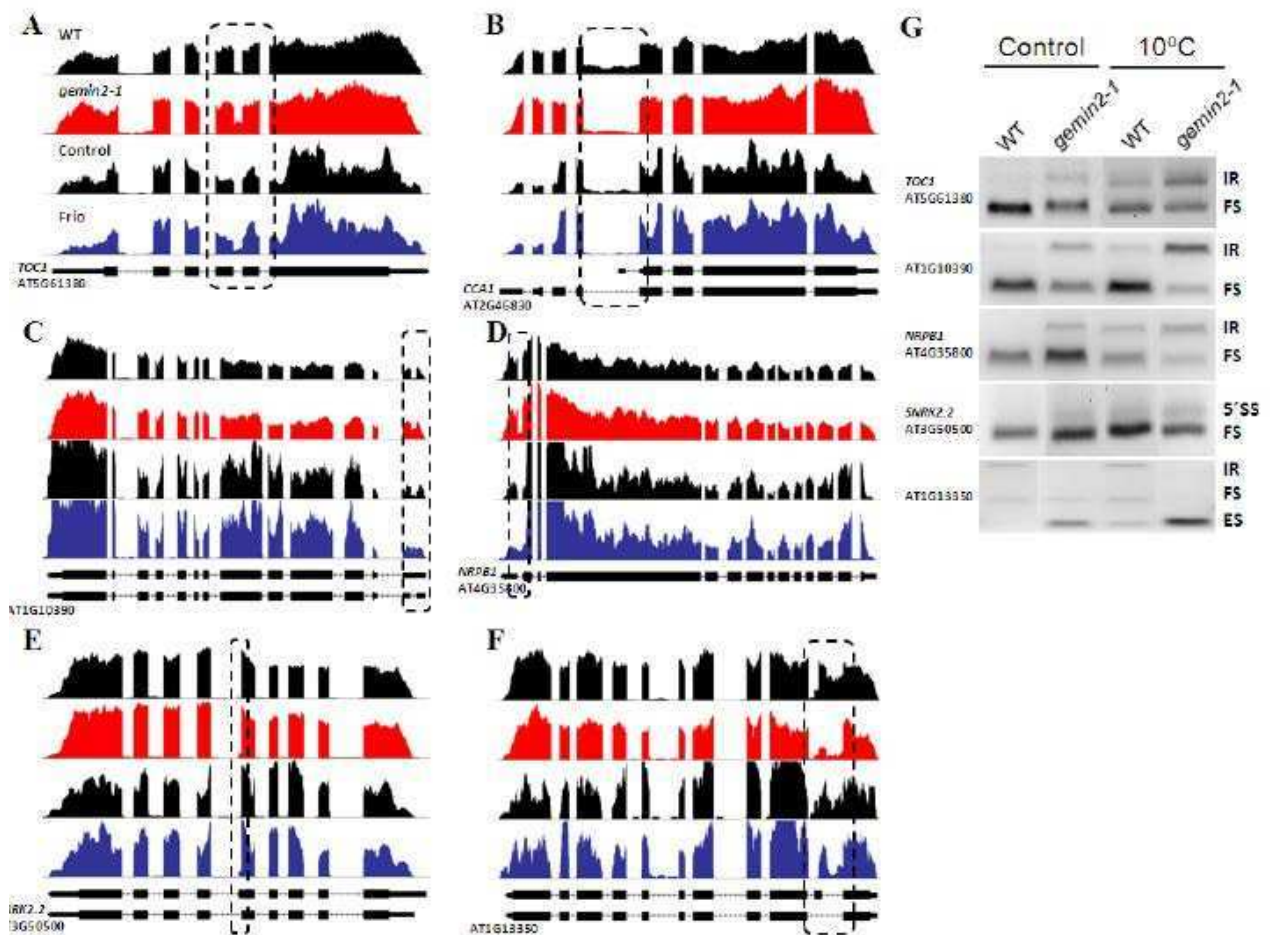 A
WT
gemin2-1
Control
Frio
TOC1
AT5G61380
B
CCA1
AT2G46830
C
AT1G10390
D
NRPB1
AT4G35800
E
RK2.2
3G50500
F
AT1G13350
G
Control 10°C
WT gemin2-1 WT gemin2-1
TOC1
AT5G61380
IR
FS
AT1G10390
IR
FS
NRPB1
AT4G35800
IR
FS
SNRK2.2
AT3G50500
5´SS
FS
AT1G13350
IR
FS
ES